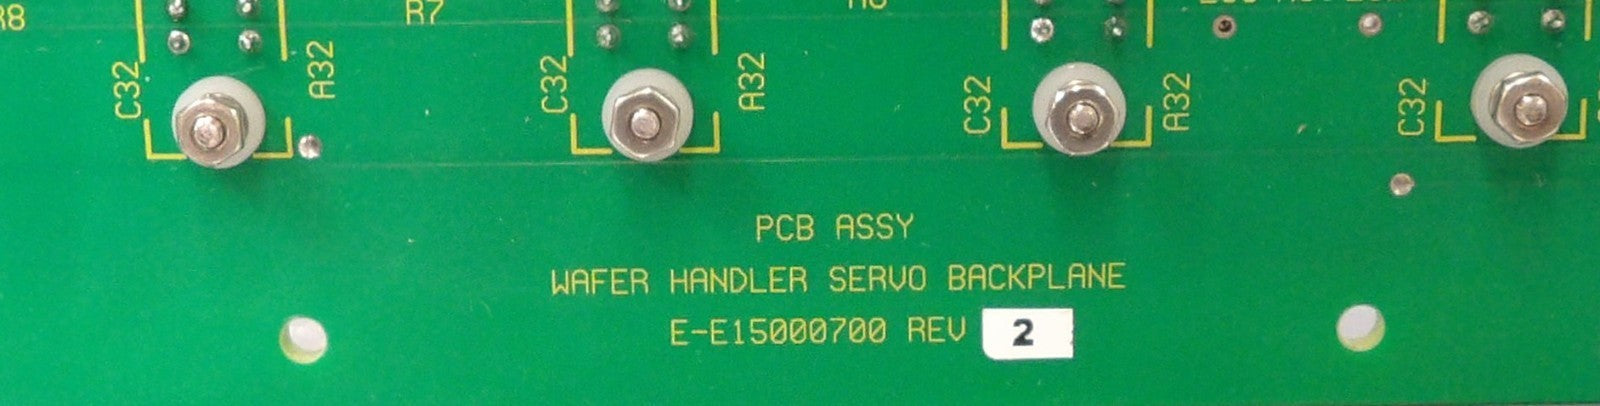 R8
R7
C32
A32
C32
A32
C32
A32
C32
PCB ASSY
WAFER HANDLER SERVO BACKPLANE
E-E15000700 REV 2